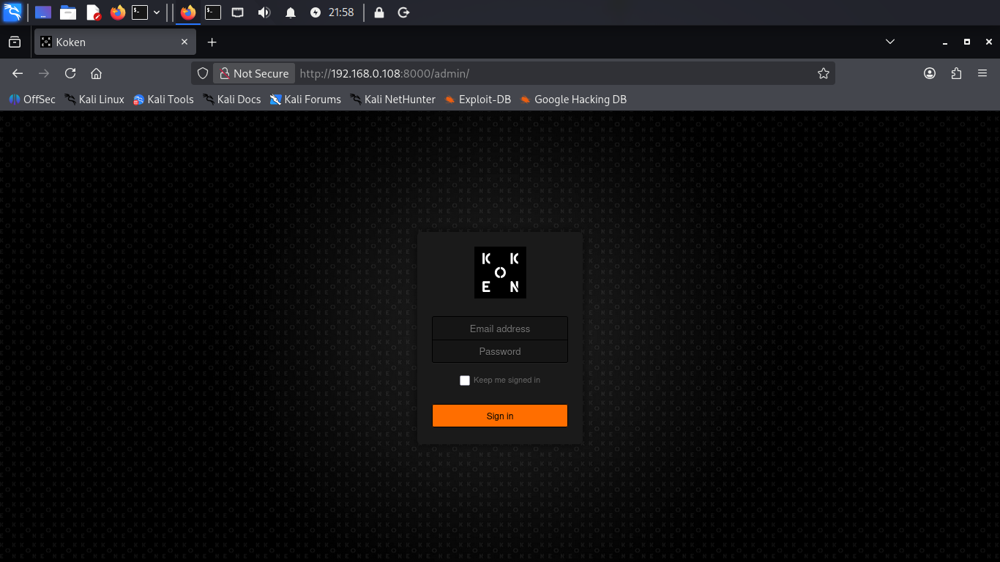 21:58
Koken
Not Secure http://192.168.0.108:8000/admin/
OffSec Kali Linux Kali Tools Kali Docs Kali Forums Kali NetHunter Exploit-DB Google Hacking DB
K K
O
E N
Email address
Password
Keep me signed in
Sign in